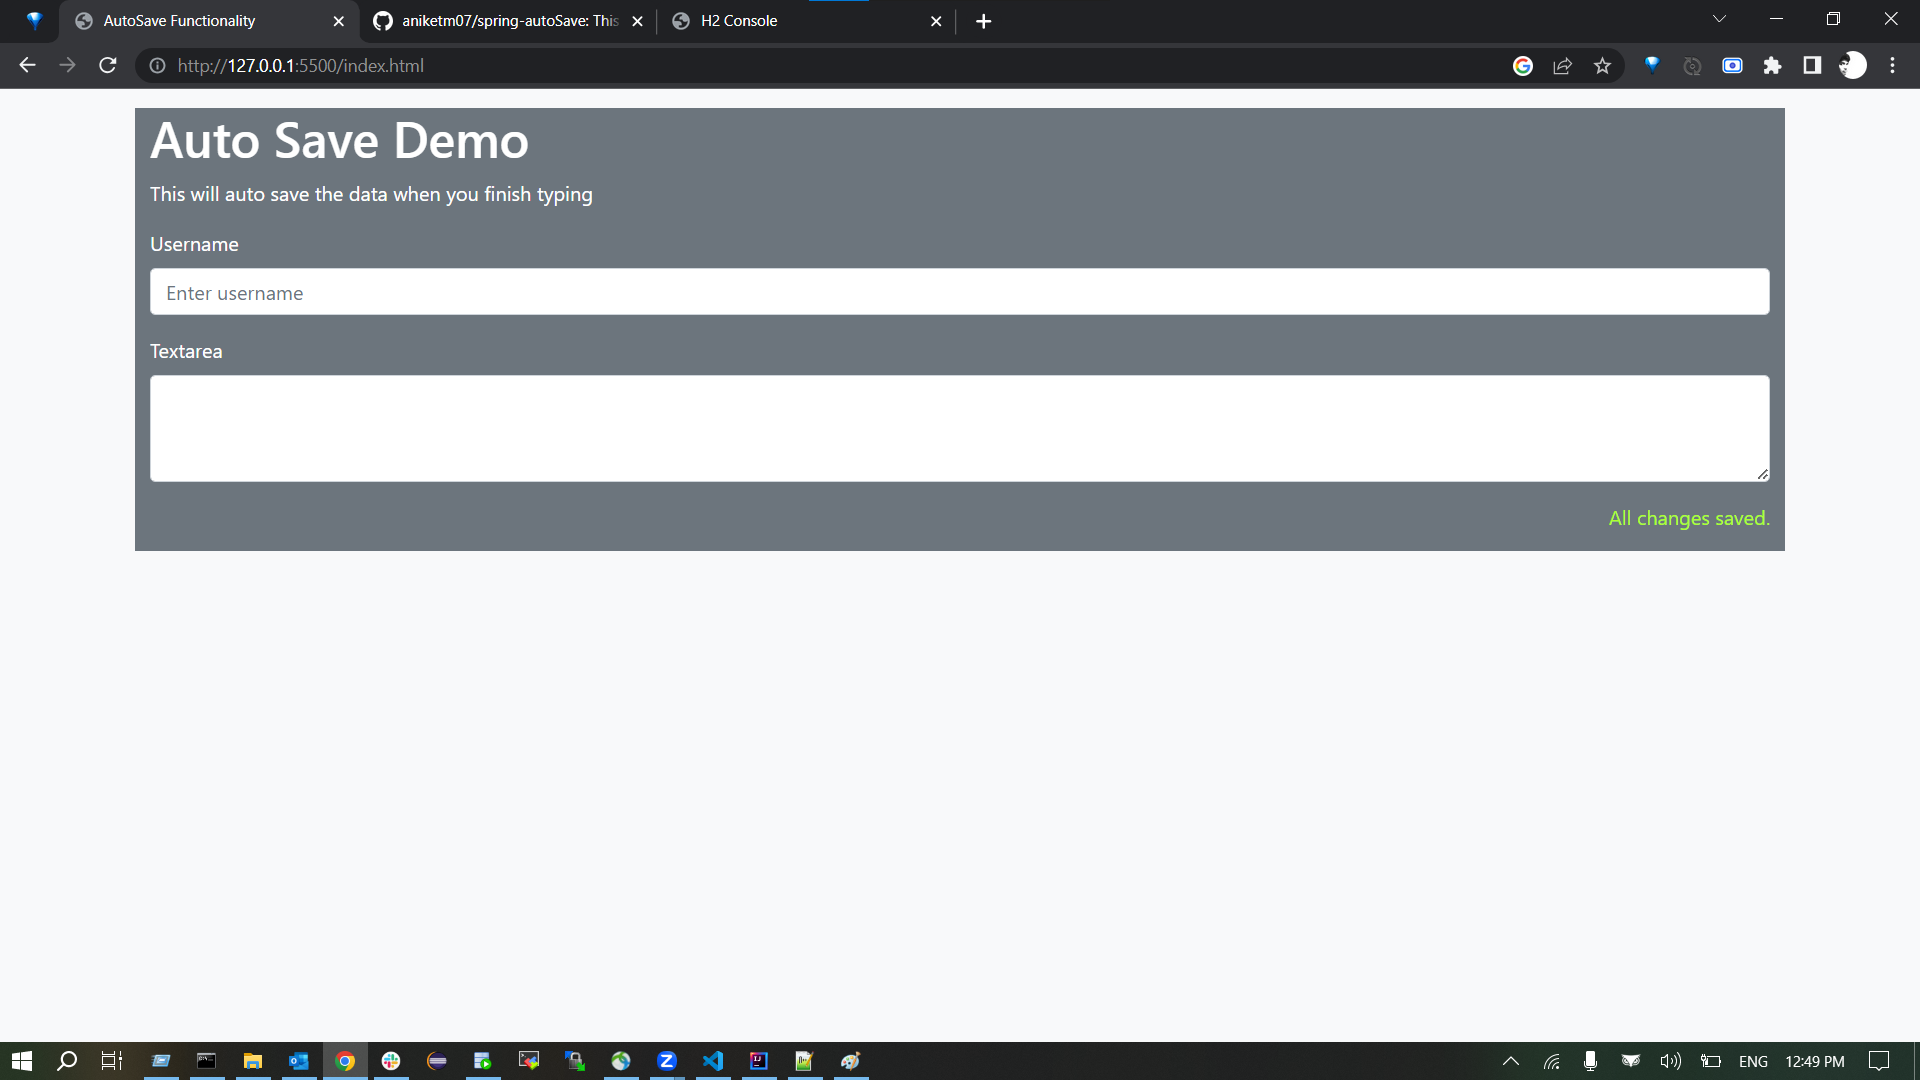 AutoSave Functionality
aniketm07/spring-autoSave: This
H2 Console
http://127.0.0.1:5500/index.html
Auto Save Demo
This will auto save the data when you finish typing
Username
Enter username
Textarea
All changes saved.
ENG
12:49 PM